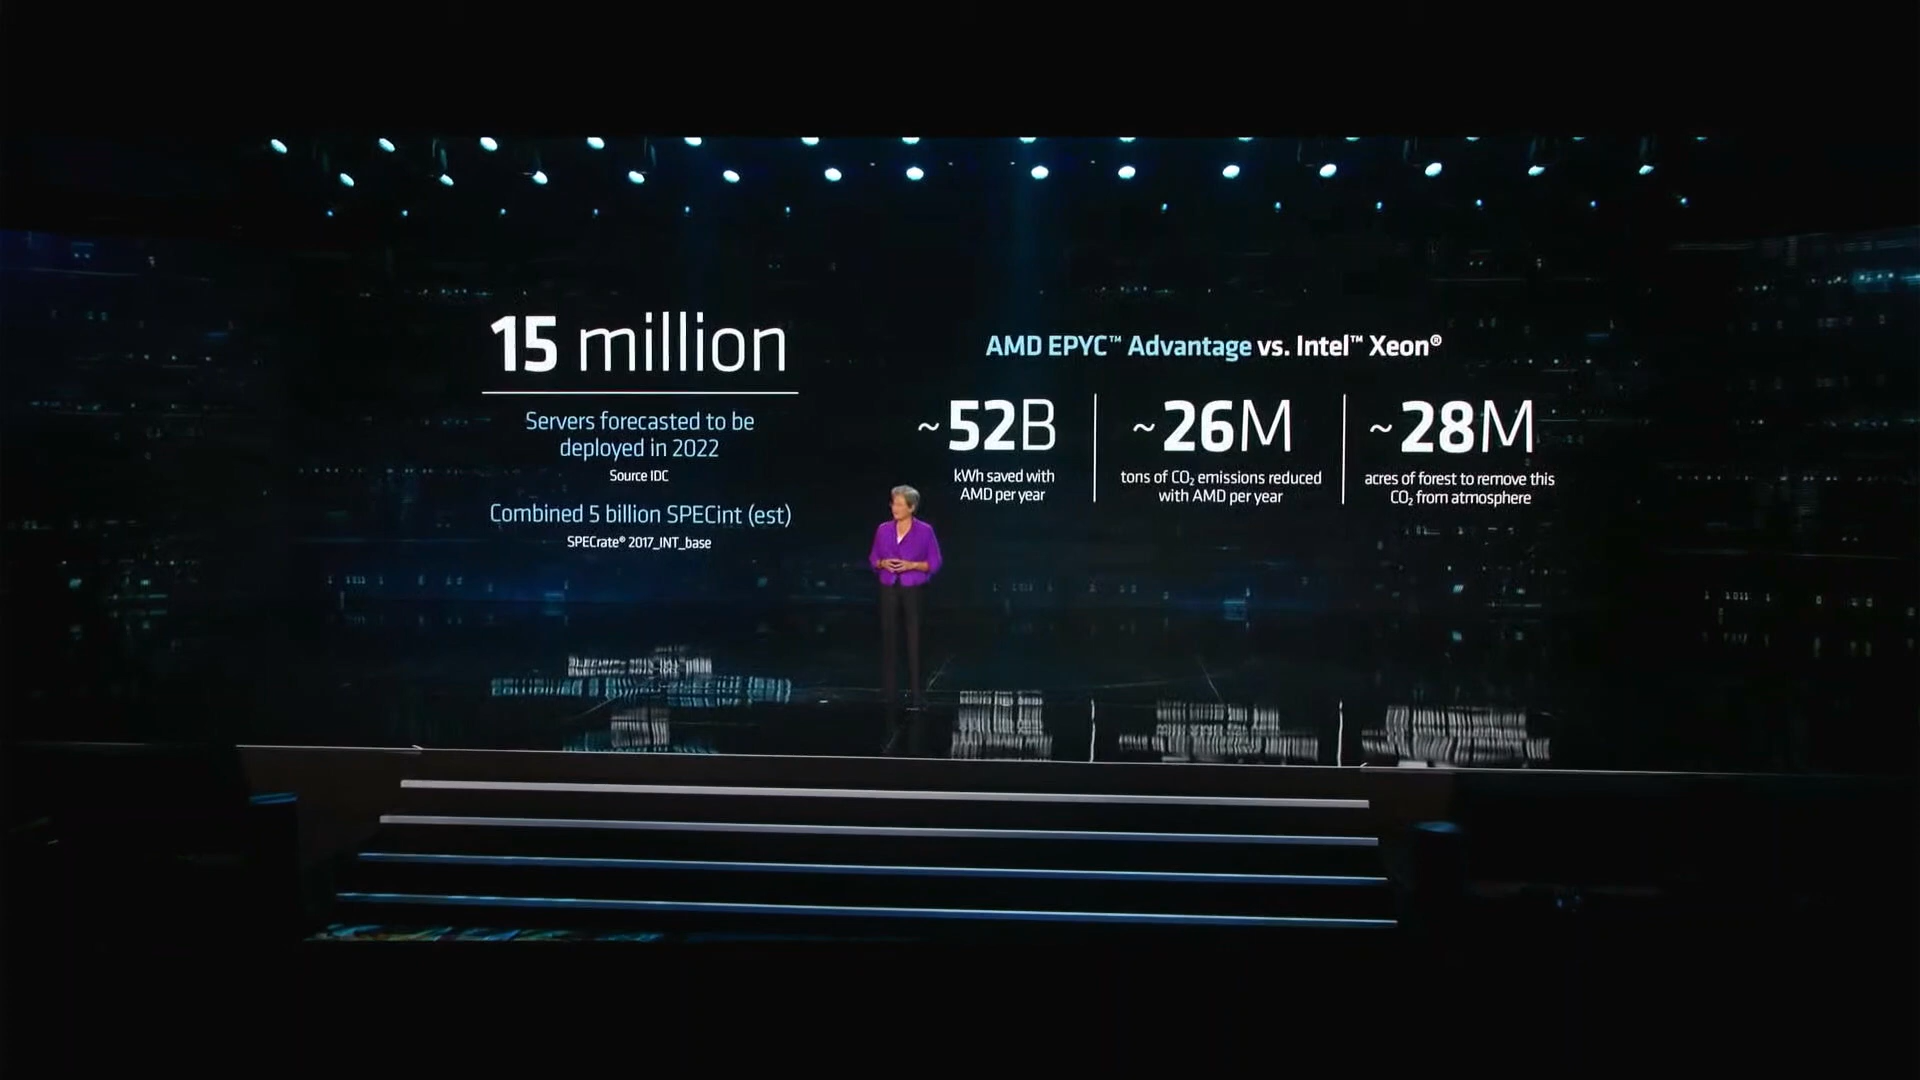 15 million
Servers forecasted to be
deployed in 2022
Source IDC
Combined 5 billion SPECint (est)
SPECrate® 2017_INT_base
AMD EPYC™ Advantage vs. Intel™ Xeon®
~52B
kWh saved with
AMD per year
~26M
tons of CO₂ emissions reduced
with AMD per year
~28M
acres of forest to remove this
CO₂ from atmosphere